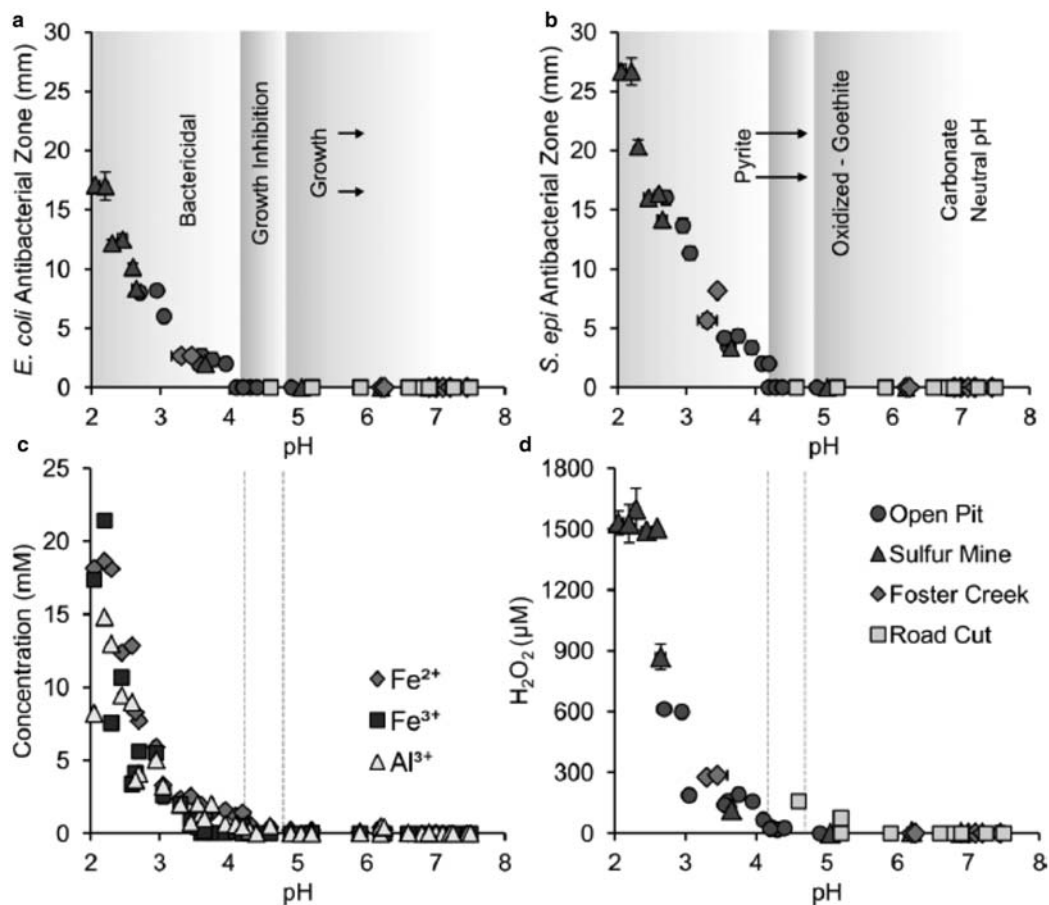 a
E. coli Antibacterial Zone (mm)
30
25
20
15
10
5
0
Bactericidal
Growth Inhibition
Growth
2 3 4 5 6 7 8
pH
b
S. epi Antibacterial Zone (mm)
30
25
20
15
10
5
0
Pyrite
Oxidized - Goethite
Carbonate
Neutral pH
2 3 4 5 6 7 8
pH
c
Concentration (mM)
25
20
15
10
5
0
Fe²⁺
Fe³⁺
Al³⁺
2 3 4 5 6 7 8
pH
d
H₂O₂ (µM)
1800
1500
1200
900
600
300
0
Open Pit
Sulfur Mine
Foster Creek
Road Cut
2 3 4 5 6 7 8
pH